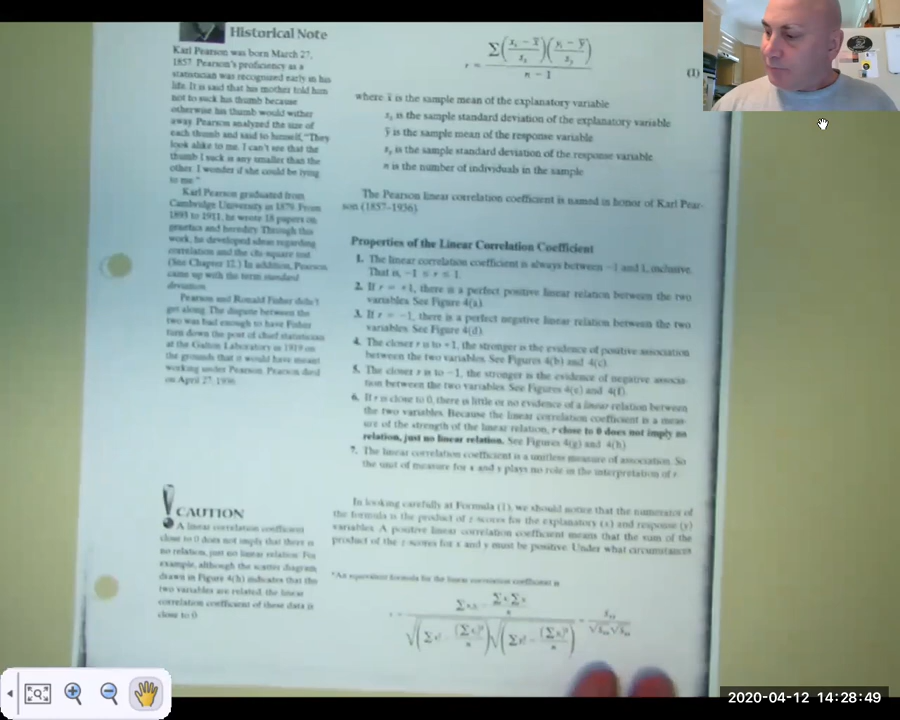 Historical Note
Karl Pearson was born March 27,
1857. Pearson's proficiency as a
statistician was recognized early in his
life. It is said that his mother told him
not to suck his thumb because
otherwise his thumb would wither
away. Pearson analyzed the size of
each thumb and said to himself, "They
look alike to me. I can't see that the
thumb I suck is any smaller than the
other. I wonder if she could be lying
to me."
Karl Pearson graduated from
Cambridge University in 1879. From
1893 to 1911, he wrote 18 papers on
genetics and heredity. Through this
work, he developed ideas regarding
correlation and the chi-square test.
(See Chapter 12.) In addition, Pearson
came up with the term standard
deviation.
Pearson and Ronald Fisher didn't
get along. The dispute between the
two was bad enough to have Fisher
turn down the post of chief statistician
at the Galton Laboratory in 1919 on
the grounds that it would have meant
working under Pearson. Pearson died
on April 27, 1936.
CAUTION
A linear correlation coefficient
close to 0 does not imply that there is
no relation, just no linear relation. For
example, although the scatter diagram
drawn in Figure 4(h) indicates that the
two variables are related, the linear
correlation coefficient of these data is
close to 0.
r = Σ((xᵢ − x̄)/sₓ)((yᵢ − ȳ)/s_y) / (n − 1) (1)
where x̄ is the sample mean of the explanatory variable
sₓ is the sample standard deviation of the explanatory variable
ȳ is the sample mean of the response variable
s_y is the sample standard deviation of the response variable
n is the number of individuals in the sample
The Pearson linear correlation coefficient is named in honor of Karl Pear-
son (1857–1936).
Properties of the Linear Correlation Coefficient
1. The linear correlation coefficient is always between −1 and 1, inclusive.
That is, −1 ≤ r ≤ 1.
2. If r = +1, there is a perfect positive linear relation between the two
variables. See Figure 4(a).
3. If r = −1, there is a perfect negative linear relation between the two
variables. See Figure 4(d).
4. The closer r is to +1, the stronger is the evidence of positive association
between the two variables. See Figures 4(b) and 4(c).
5. The closer r is to −1, the stronger is the evidence of negative associa-
tion between the two variables. See Figures 4(e) and 4(f).
6. If r is close to 0, there is little or no evidence of a linear relation between
the two variables. Because the linear correlation coefficient is a meas-
ure of the strength of the linear relation, r close to 0 does not imply no
relation, just no linear relation. See Figures 4(g) and 4(h).
7. The linear correlation coefficient is a unitless measure of association. So
the unit of measure for x and y plays no role in the interpretation of r.
In looking carefully at Formula (1), we should notice that the numerator of
the formula is the product of z-scores for the explanatory (x) and response (y)
variables. A positive linear correlation coefficient means that the sum of the
product of the z-scores for x and y must be positive. Under what circumstances
*An equivalent formula for the linear correlation coefficient is
2020-04-12 14:28:49